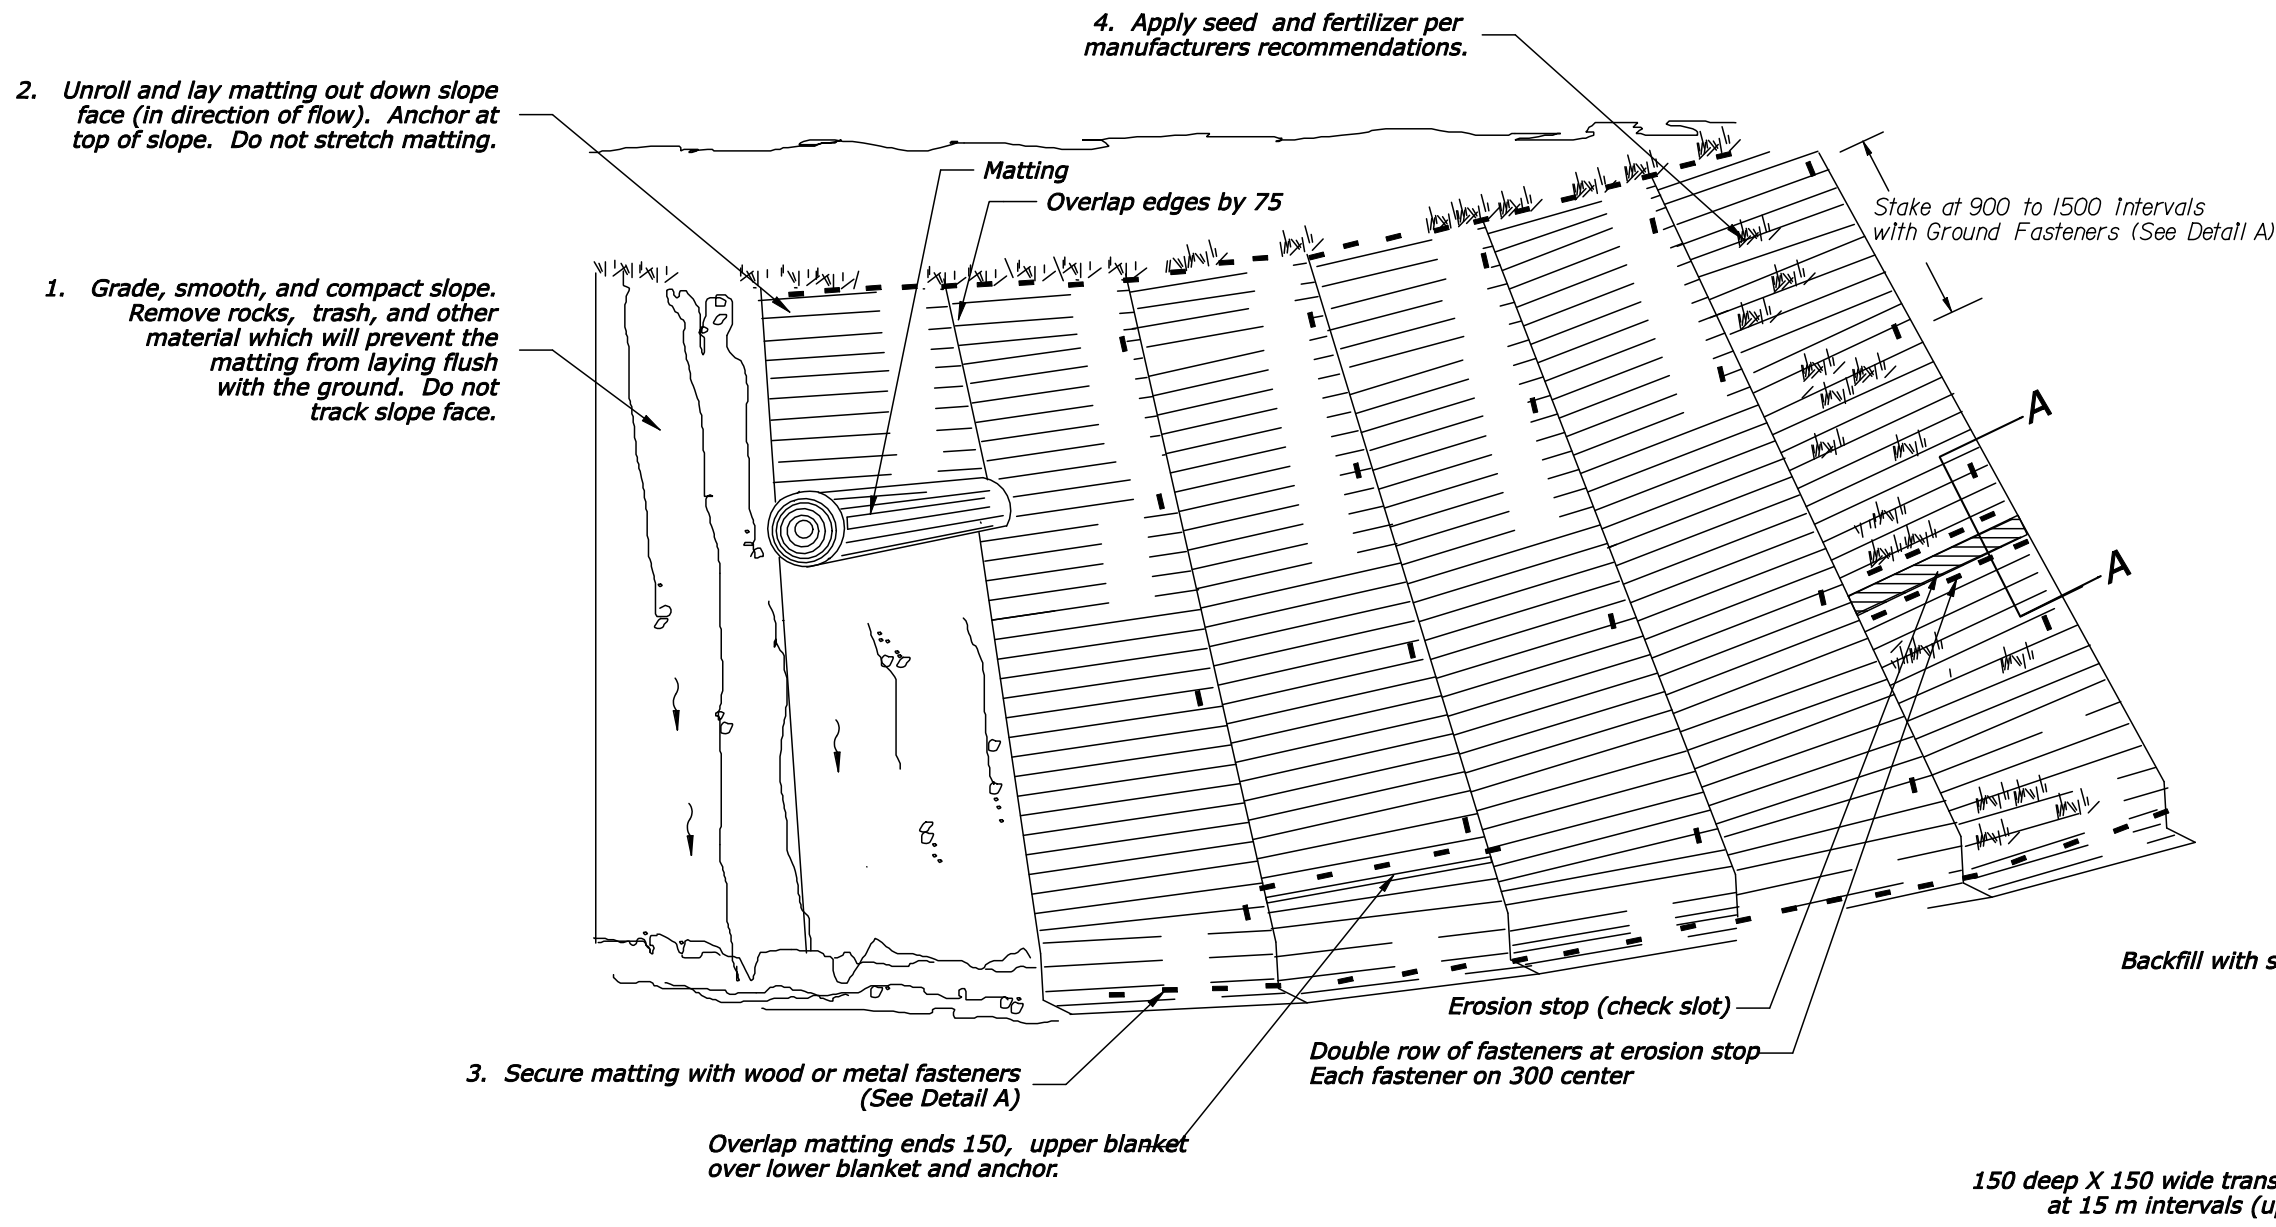 4. Apply seed and fertilizer per
manufacturers recommendations.
2. Unroll and lay matting out down slope
face (in direction of flow). Anchor at
top of slope. Do not stretch matting.
Matting
Overlap edges by 75
Stake at 900 to 1500 intervals
with Ground Fasteners (See Detail A)
1. Grade, smooth, and compact slope.
Remove rocks, trash, and other
material which will prevent the
matting from laying flush
with the ground. Do not
track slope face.
A
A
Backfill with s
Erosion stop (check slot)
Double row of fasteners at erosion stop
Each fastener on 300 center
3. Secure matting with wood or metal fasteners
(See Detail A)
Overlap matting ends 150, upper blanket
over lower blanket and anchor.
150 deep X 150 wide trans
at 15 m intervals (u